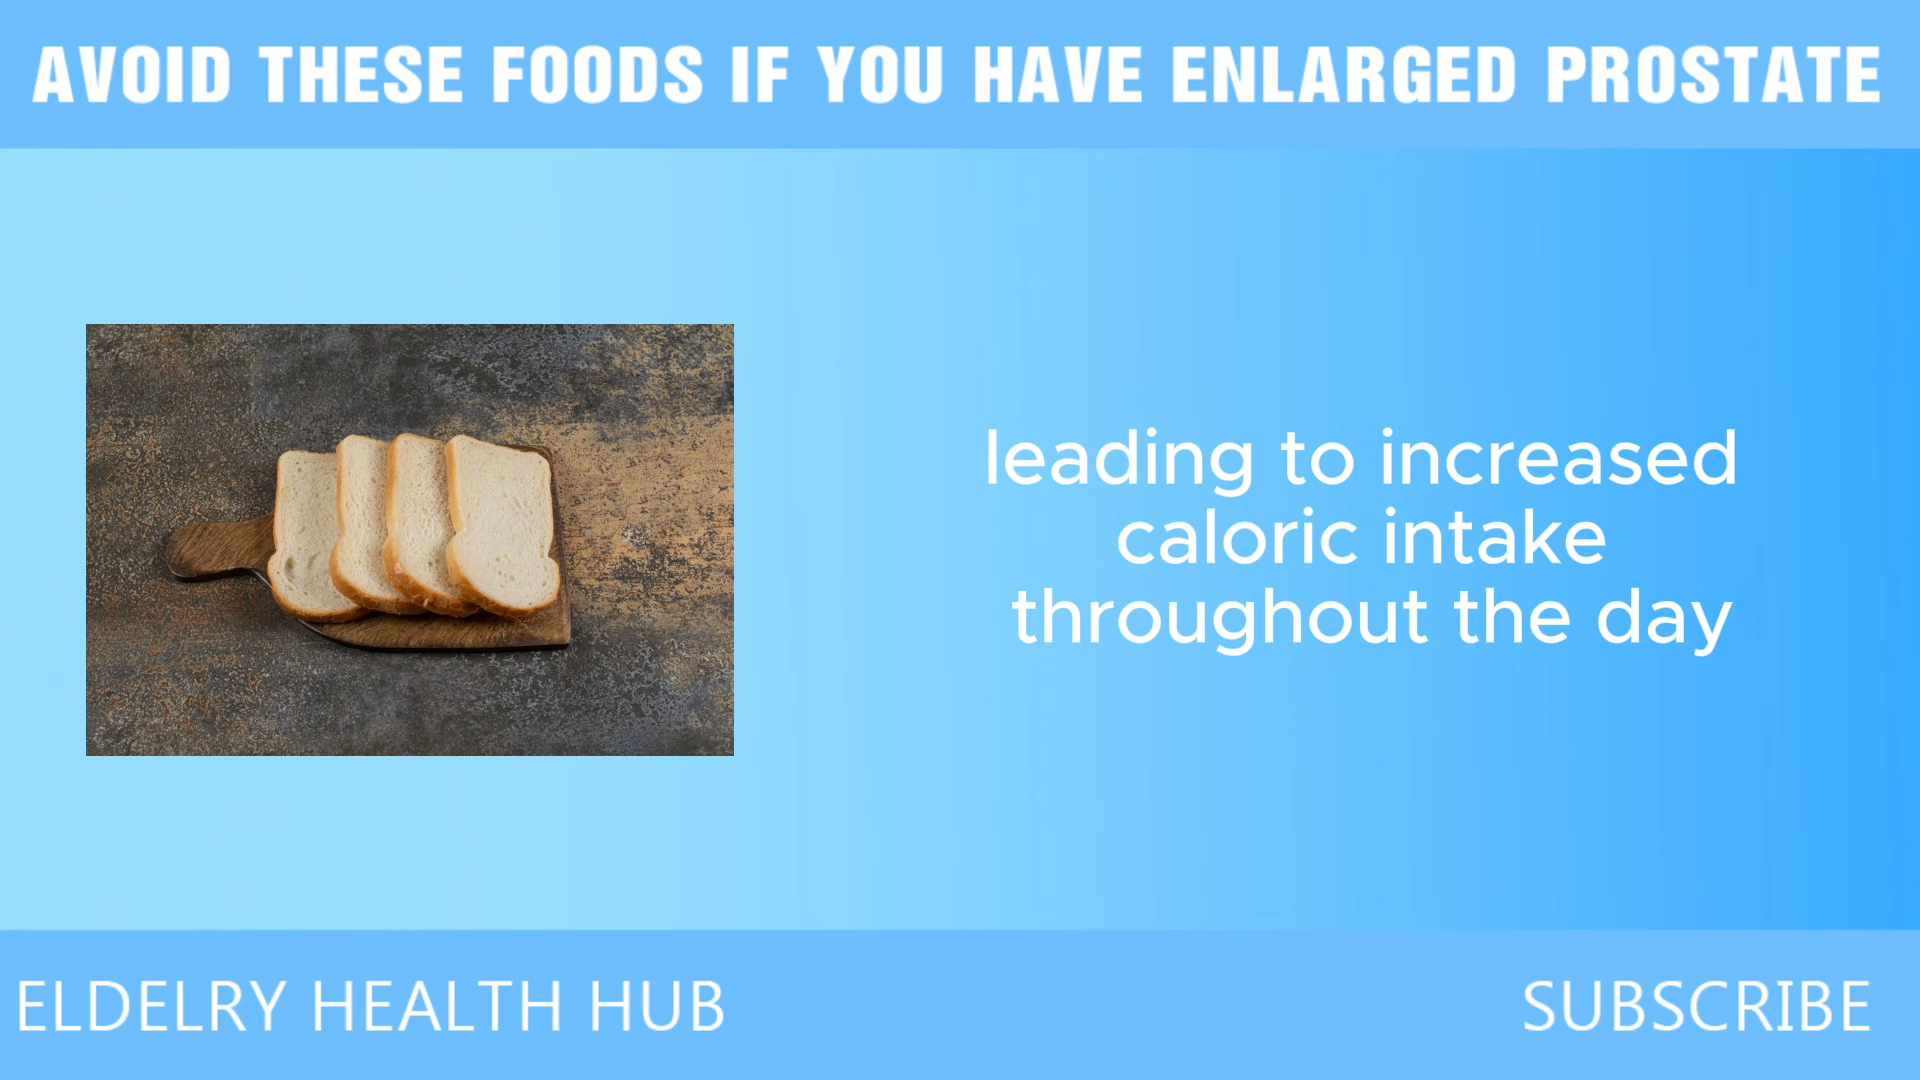 AVOID THESE FOODS IF YOU HAVE ENLARGED PROSTATE
leading to increased
caloric intake
throughout the day
ELDELRY HEALTH HUB
SUBSCRIBE